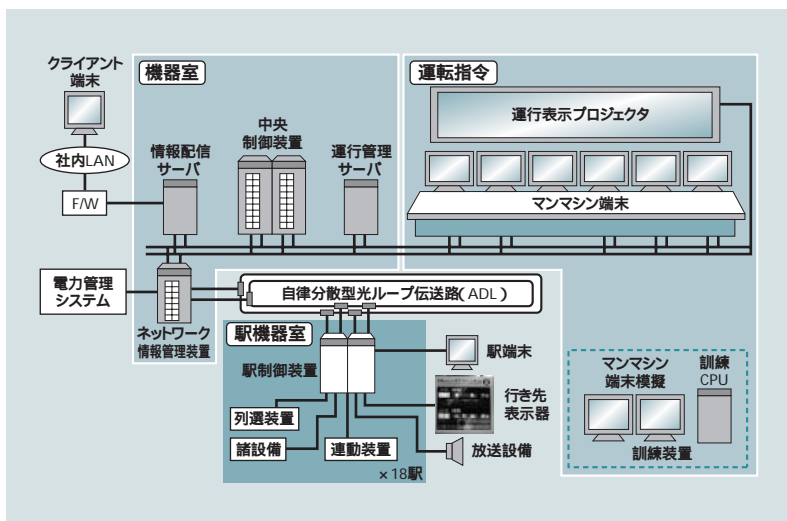 クライアント
端末
社内LAN
F/W
機器室
情報配信
サーバ
中央
制御装置
運行管理
サーバ
運転指令
運行表示プロジェクタ
マンマシン端末
電力管理
システム
ネットワーク
情報管理装置
自律分散型光ループ伝送路(ADL)
駅機器室
駅制御装置
列選装置
諸設備
連動装置
×18駅
駅端末
行き先
表示器
放送設備
マンマシン
端末模擬
訓練
CPU
訓練装置